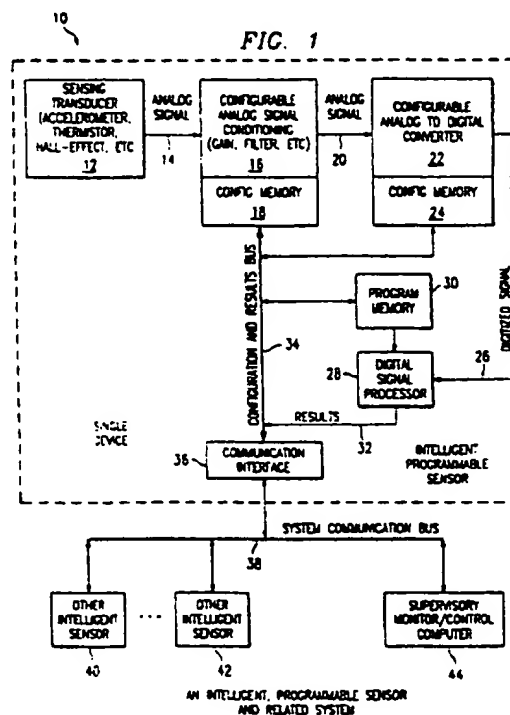 10
FIG. 1
SENSING
TRANSDUCER
(ACCELEROMETER,
THERMISTOR,
HALL-EFFECT, ETC
12
ANALOG
SIGNAL
14
CONFIGURABLE
ANALOG SIGNAL
CONDITIONING
(GAIN, FILTER, ETC)
16
CONFIG MEMORY
18
ANALOG
SIGNAL
20
CONFIGURABLE
ANALOG TO DIGITAL
CONVERTER
22
CONFIG MEMORY
24
DIGITIZED SIGNAL
26
CONFIGURATION AND RESULTS BUS
34
PROGRAM
MEMORY
30
28
DIGITAL
SIGNAL
PROCESSOR
RESULTS
32
SINGLE
DEVICE
36
COMMUNICATION
INTERFACE
INTELLIGENT
PROGRAMMABLE
SENSOR
SYSTEM COMMUNICATION BUS
38
OTHER
INTELLIGENT
SENSOR
40
...
OTHER
INTELLIGENT
SENSOR
42
SUPERVISORY
MONITOR/CONTROL
COMPUTER
44
AN INTELLIGENT, PROGRAMMABLE SENSOR
AND RELATED SYSTEM